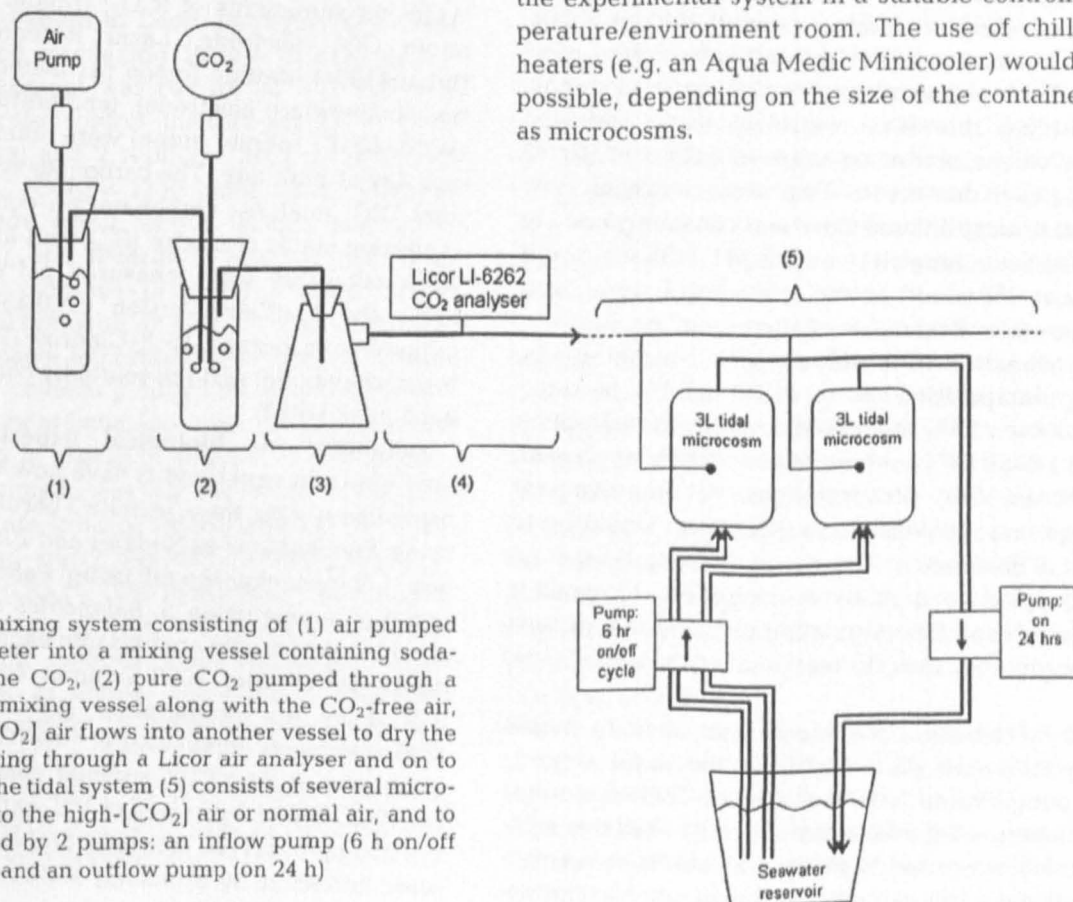 the experimental system in a suitable control
perature/environment room. The use of chill
heaters (e.g. an Aqua Medic Minicooler) would
possible, depending on the size of the containe
as microcosms.
Air
Pump
CO₂
Licor LI-6262
CO₂ analyser
(1)
(2)
(3)
(4)
(5)
3L tidal
microcosm
3L tidal
microcosm
Pump:
6 hr
on/off
cycle
Pump:
on
24 hrs
Seawater
reservoir
mixing system consisting of (1) air pumped
eter into a mixing vessel containing soda-
ne CO₂, (2) pure CO₂ pumped through a
mixing vessel along with the CO₂-free air,
O₂] air flows into another vessel to dry the
ing through a Licor air analyser and on to
he tidal system (5) consists of several micro-
o the high-[CO₂] air or normal air, and to
d by 2 pumps: an inflow pump (6 h on/off
and an outflow pump (on 24 h)